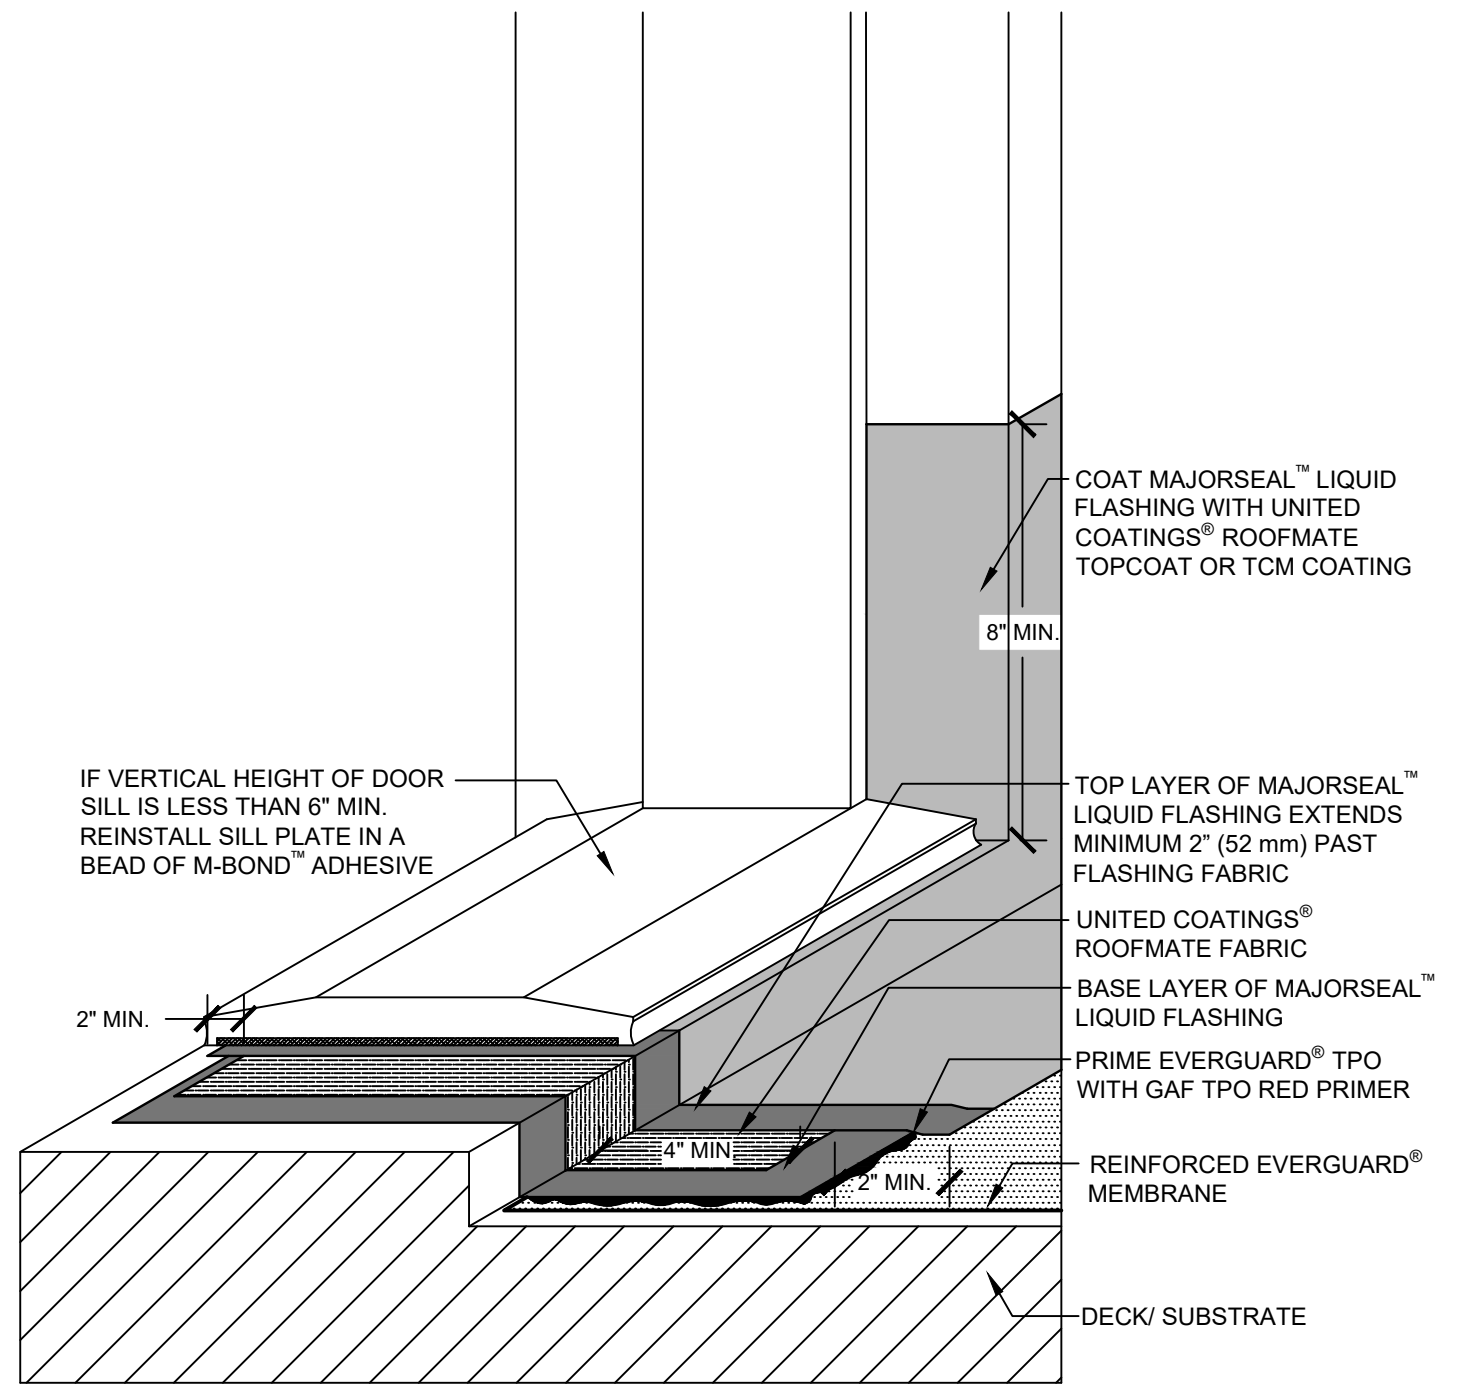 COAT MAJORSEAL™ LIQUID
FLASHING WITH UNITED
COATINGS® ROOFMATE
TOPCOAT OR TCM COATING
8" MIN.
IF VERTICAL HEIGHT OF DOOR
SILL IS LESS THAN 6" MIN.
REINSTALL SILL PLATE IN A
BEAD OF M-BOND™ ADHESIVE
TOP LAYER OF MAJORSEAL™
LIQUID FLASHING EXTENDS
MINIMUM 2” (52 mm) PAST
FLASHING FABRIC
UNITED COATINGS®
ROOFMATE FABRIC
BASE LAYER OF MAJORSEAL™
LIQUID FLASHING
2" MIN.
PRIME EVERGUARD® TPO
WITH GAF TPO RED PRIMER
4" MIN
2" MIN.
REINFORCED EVERGUARD®
MEMBRANE
DECK/ SUBSTRATE